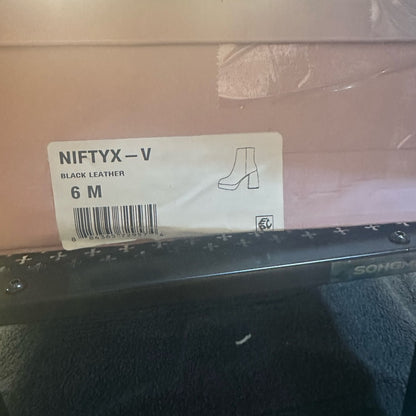 NIFTYX-V
BLACK LEATHER
6 M